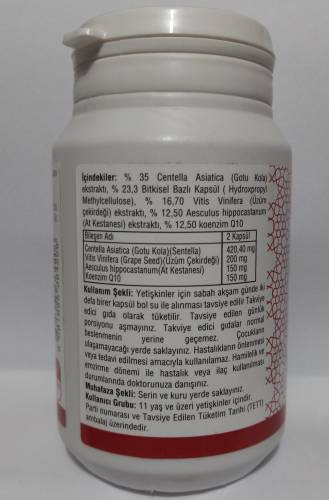 İçindekiler: % 35 Centella Asiatica (Gotu Kola)
ekstraktı, % 23,3 Bitkisel Bazlı Kapsül ( Hydroxipropyl
Methylcellulose), % 16,70 Vitis Vinifera (Üzüm
çekirdeği) ekstraktı, % 12,50 Aesculus hippocastanum
(At Kestanesi) ekstraktı, % 12,50 koenzim Q10
Bileşen Adı 2 Kapsül
Centella Asiatica (Gotu Kola)(Sentella) 420,40 mg
Vitis Vinifera (Grape Seed)(Üzüm Çekirdeği) 200 mg
Aesculus hippocastanum(At Kestanesi) 150 mg
Koenzim Q10 150 mg
Kullanım Şekli: Yetişkinler için sabah akşam günde iki
defa birer kapsül bol su ile alınması tavsiye edilir Takviye
edici gıda olarak tüketilir. Tavsiye edilen günlük
porsiyonu aşmayınız. Takviye edici gıdalar normal
beslenmenin yerine geçemez. Çocukların
ulaşamayacağı yerde saklayınız. Hastalıkların önlenmesi
veya tedavi edilmesi amacıyla kullanılamaz. Hamilelik ve
emzirme dönemi ile hastalık veya ilaç kullanılması
durumlarında doktorunuza danışınız.
Muhafaza Şekli: Serin ve kuru yerde saklayınız.
Kullanıcı Grubu: 11 yaş ve üzeri yetişkinler içindir.
Parti numarası ve Tavsiye Edilen Tüketim Tarihi (TETT)
ambalaj üzerindedir.